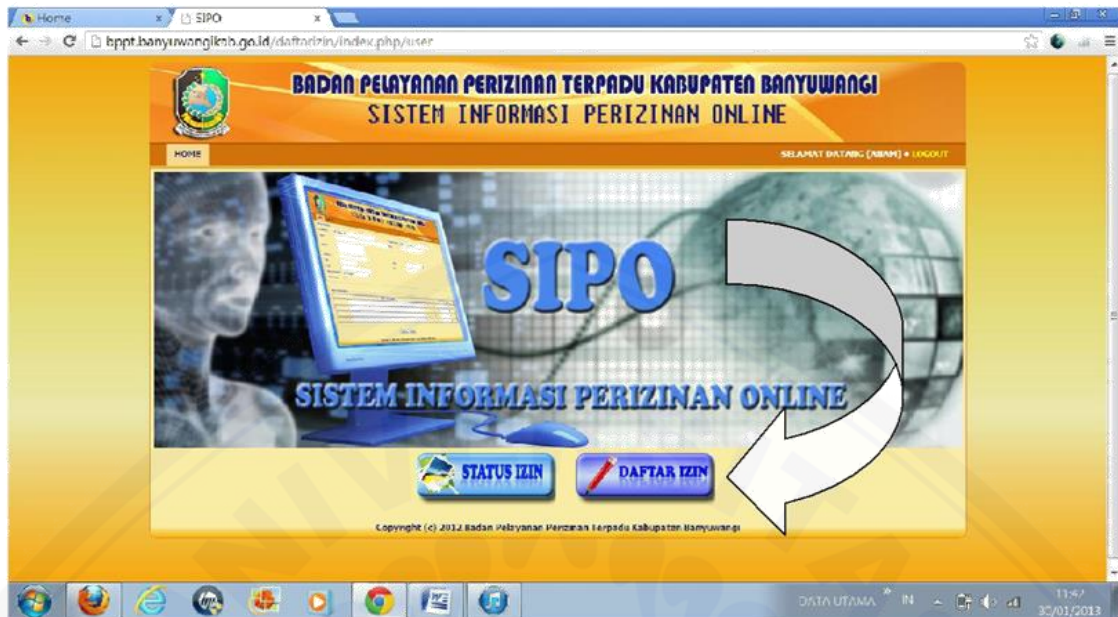 Home
SIPO
bppt.banyuwangikab.go.id/daftarizin/index.php/user
BADAN PELAYANAN PERIZINAN TERPADU KABUPATEN BANYUWANGI
SISTEM INFORMASI PERIZINAN ONLINE
HOME
SELAMAT DATANG • LOGOUT
SIPO
SISTEM INFORMASI PERIZINAN ONLINE
STATUS IZIN
DAFTAR IZIN
Copyright (c) 2012 Badan Pelayanan Perizinan Terpadu Kabupaten Banyuwangi
DATA UTAMA
IN
11:47
30/01/2013